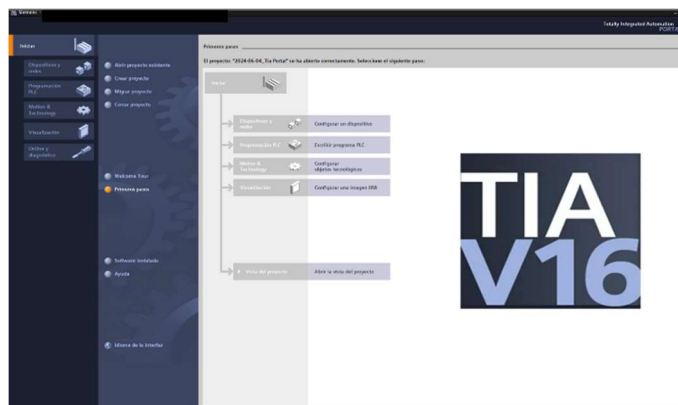 Siemens
Totally Integrated Automation
PORTAL
Iniciar
Dispositivos y
redes
Programación
PLC
Motion &
Technology
Visualización
Online y
diagnóstico
Abrir proyecto existente
Crear proyecto
Migrar proyecto
Cerrar proyecto
Welcome Tour
Primeros pasos
Software instalado
Ayuda
Idioma de la interfaz
Primeros pasos
El proyecto: "2024-06-04_Tia Portal" se ha abierto correctamente. Seleccione el siguiente paso:
Iniciar
Dispositivos y
redes
Configurar un dispositivo
Programación PLC
Escribir programa PLC
Motion &
Technology
Configurar
objetos tecnológicos
Visualización
Configurar una imagen HMI
Vista del proyecto
Abrir la vista del proyecto
TIA
V16